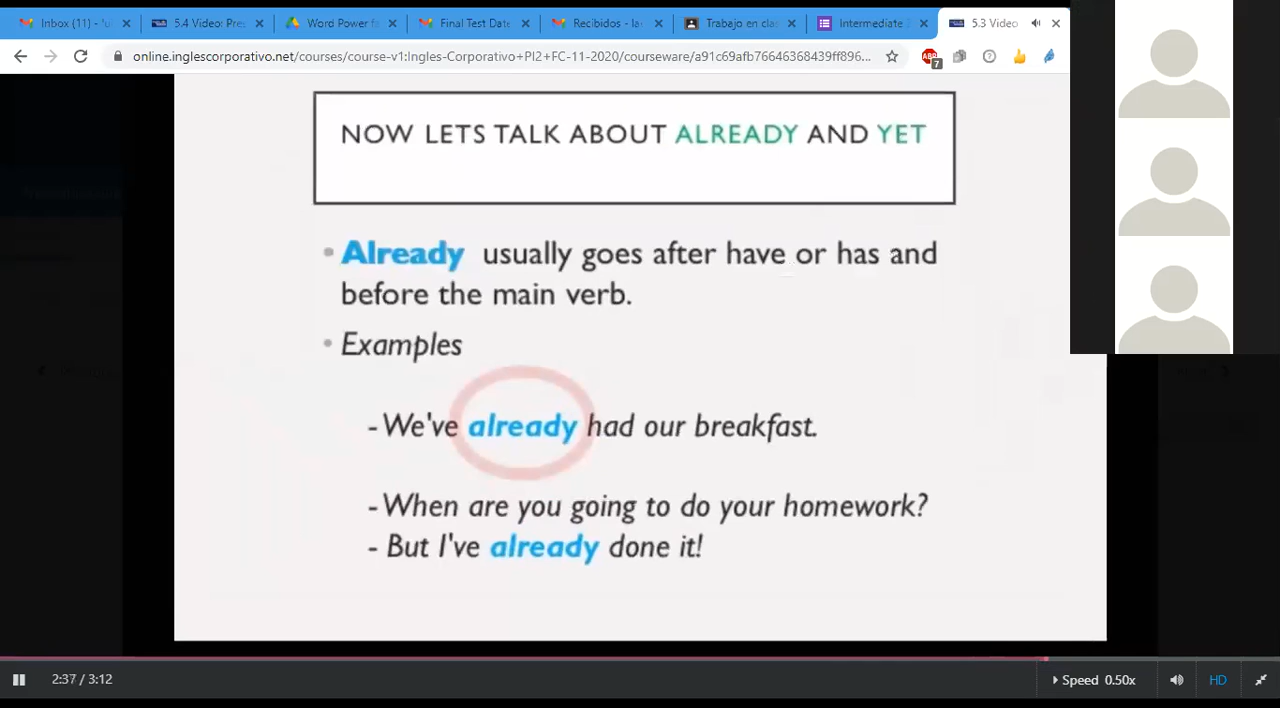 Inbox (11) - 'u
5.4 Video: Pres
Word Power fa
Final Test Date
Recibidos - la
Trabajo en cla
Intermediate
5.3 Video
online.inglescorporativo.net/courses/course-v1:Ingles-Corporativo+PI2+FC-11-2020/courseware/a91c69afb76646368439ff896...
7
NOW LETS TALK ABOUT ALREADY AND YET
• Already usually goes after have or has and
before the main verb.
• Examples
- We've already had our breakfast.
- When are you going to do your homework?
- But I've already done it!
2:37 / 3:12
Speed 0.50x
HD